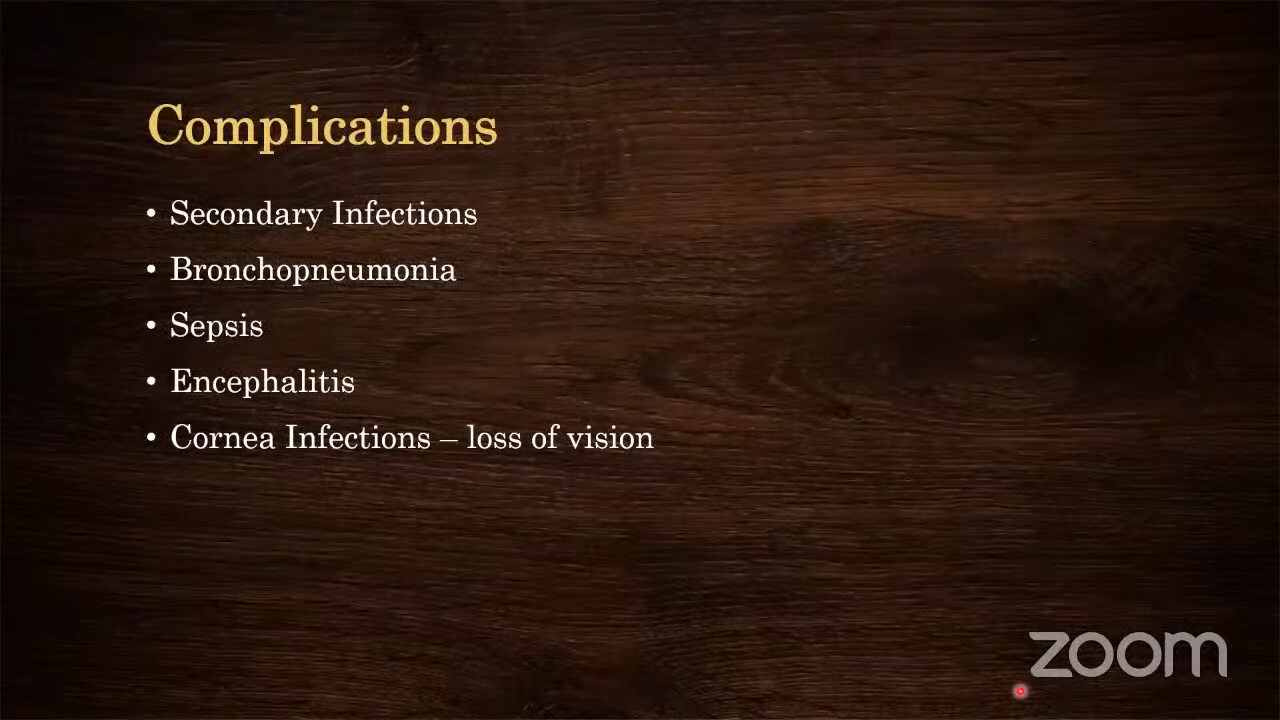 Complications
• Secondary Infections
• Bronchopneumonia
• Sepsis
• Encephalitis
• Cornea Infections – loss of vision
zoom